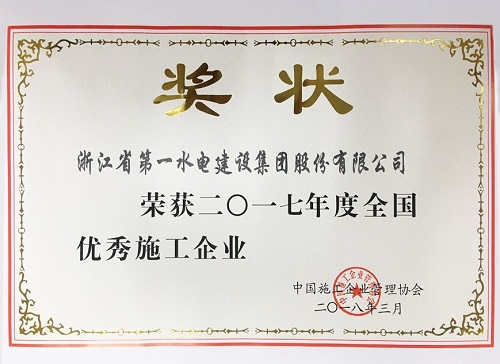 奖状
浙江省第一水电建设集团股份有限公司
荣获二〇一七年度全国
优秀施工企业
中国施工企业管理协会
二〇一八年三月